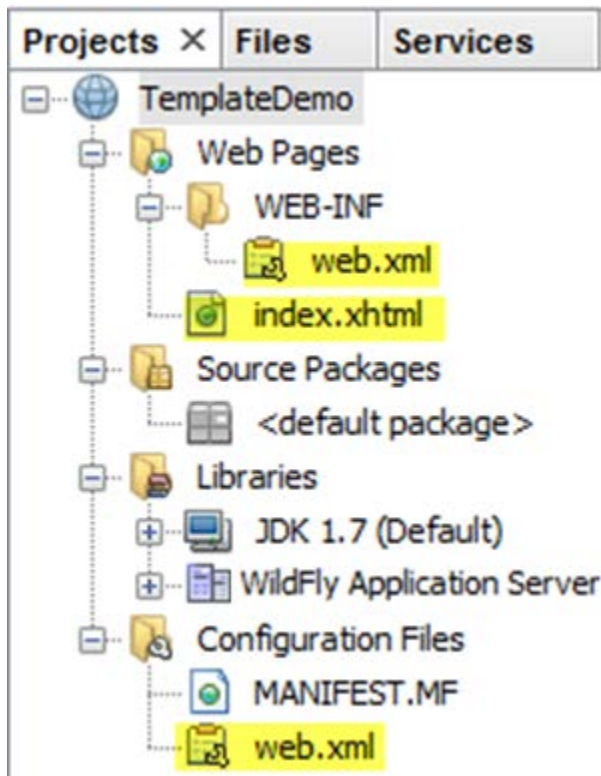 Projects × Files Services
TemplateDemo
Web Pages
WEB-INF
web.xml
index.xhtml
Source Packages
<default package>
Libraries
JDK 1.7 (Default)
WildFly Application Server
Configuration Files
MANIFEST.MF
web.xml